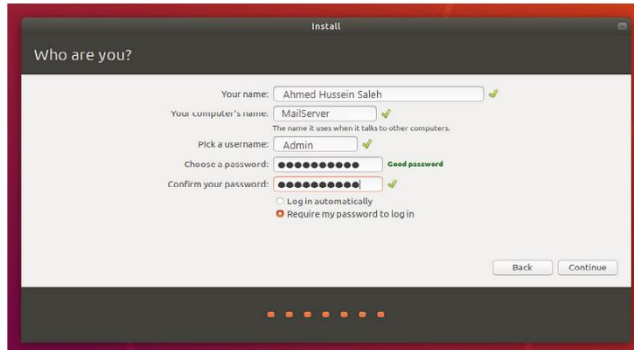 Install
Who are you?
Your name: Ahmed Hussein Saleh
Your computer's name: MailServer
The name it uses when it talks to other computers.
Pick a username: Admin
Choose a password: ●●●●●●●●●● Good password
Confirm your password: ●●●●●●●●●●
Log in automatically
Require my password to log in
Back Continue